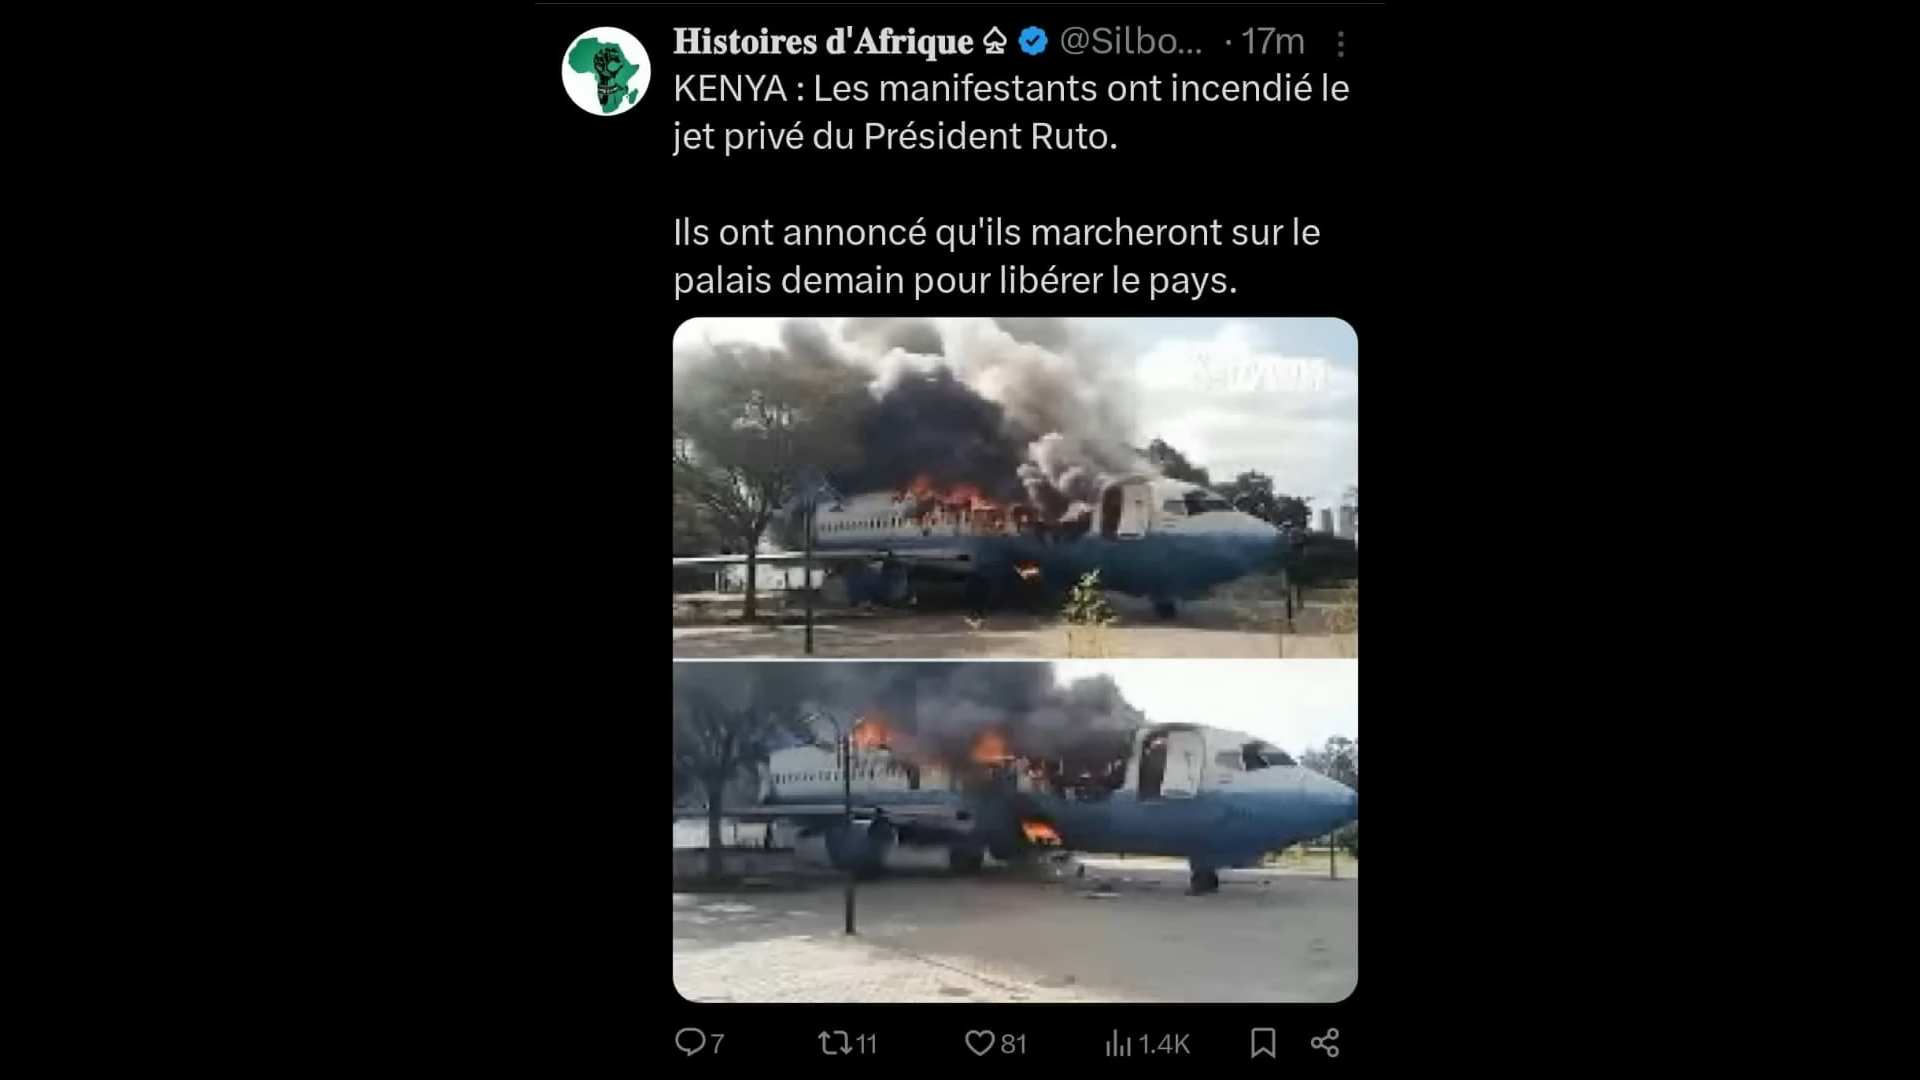 Histoires d'Afrique @Silbo... · 17m
KENYA : Les manifestants ont incendié le
jet privé du Président Ruto.
Ils ont annoncé qu'ils marcheront sur le
palais demain pour libérer le pays.
7 11 81 1.4K